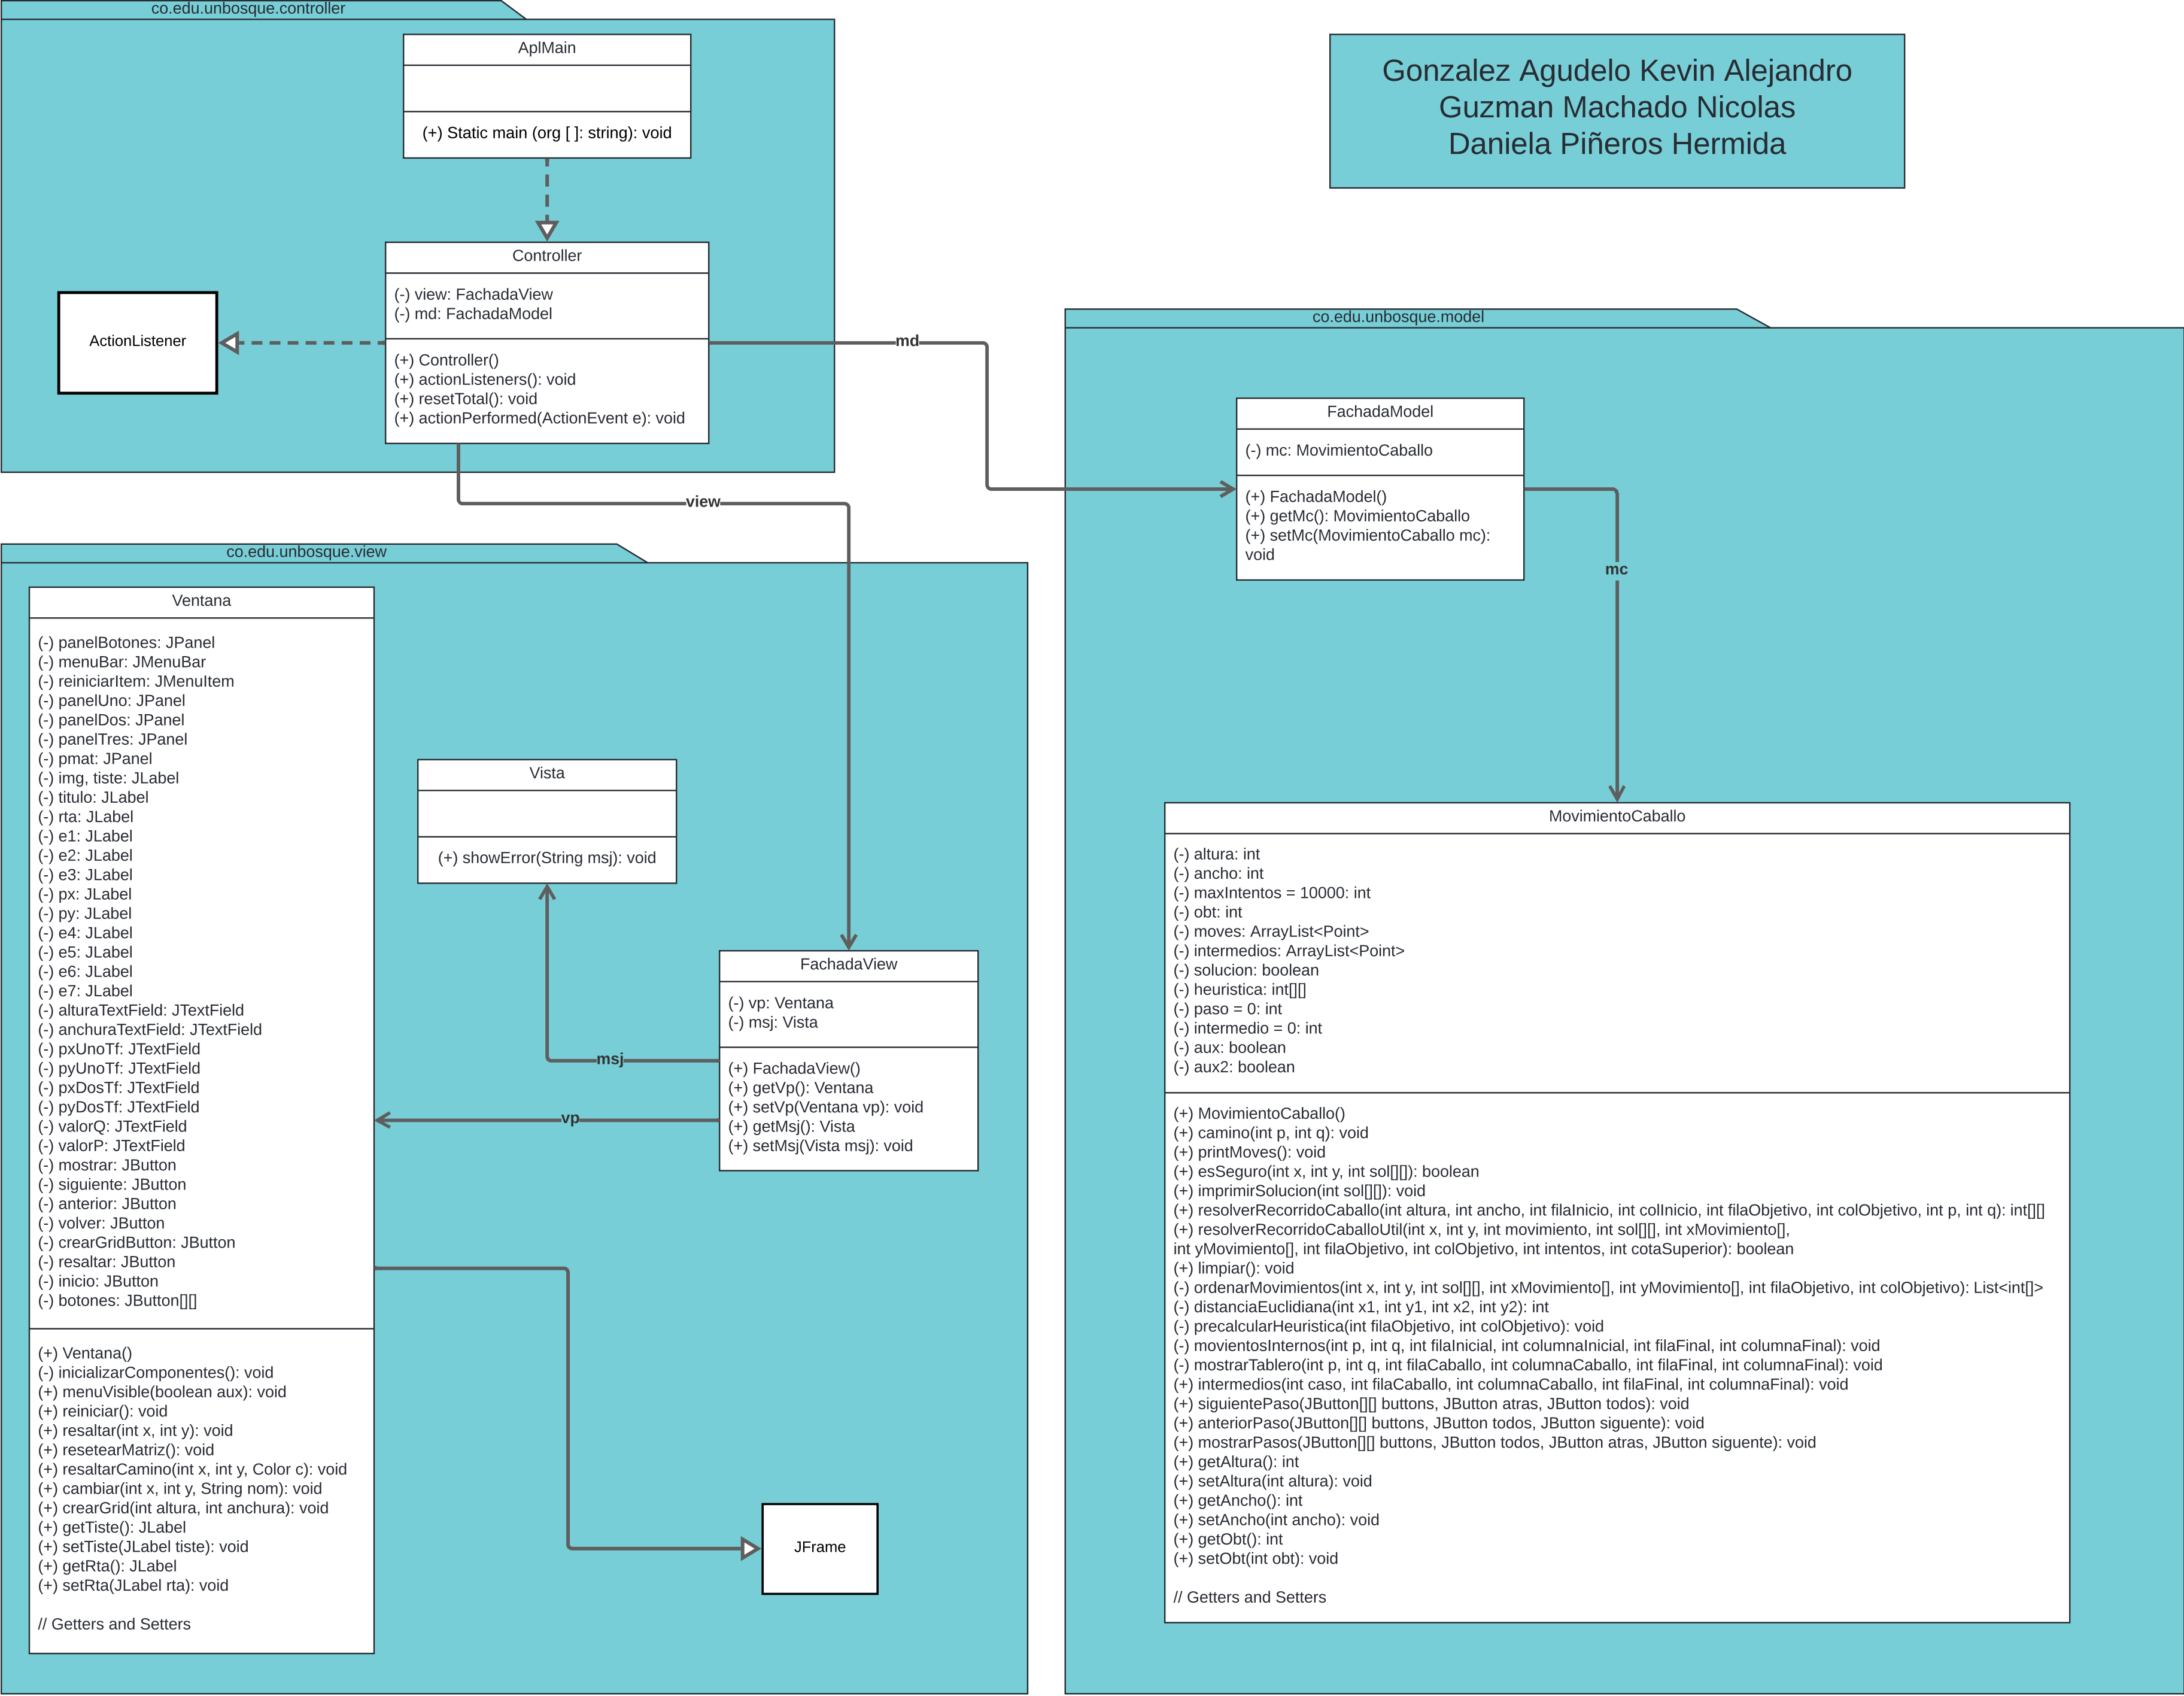 co.edu.unbosque.controller
AplMain
(+) Static main (org [ ]: string): void
Gonzalez Agudelo Kevin Alejandro
Guzman Machado Nicolas
Daniela Piñeros Hermida
Controller
(-) view: FachadaView
(-) md: FachadaModel
(+) Controller()
(+) actionListeners(): void
(+) resetTotal(): void
(+) actionPerformed(ActionEvent e): void
ActionListener
md
view
co.edu.unbosque.model
FachadaModel
(-) mc: MovimientoCaballo
(+) FachadaModel()
(+) getMc(): MovimientoCaballo
(+) setMc(MovimientoCaballo mc):
void
mc
co.edu.unbosque.view
Ventana
(-) panelBotones: JPanel
(-) menuBar: JMenuBar
(-) reiniciarItem: JMenuItem
(-) panelUno: JPanel
(-) panelDos: JPanel
(-) panelTres: JPanel
(-) pmat: JPanel
(-) img, tiste: JLabel
(-) titulo: JLabel
(-) rta: JLabel
(-) e1: JLabel
(-) e2: JLabel
(-) e3: JLabel
(-) px: JLabel
(-) py: JLabel
(-) e4: JLabel
(-) e5: JLabel
(-) e6: JLabel
(-) e7: JLabel
(-) alturaTextField: JTextField
(-) anchuraTextField: JTextField
(-) pxUnoTf: JTextField
(-) pyUnoTf: JTextField
(-) pxDosTf: JTextField
(-) pyDosTf: JTextField
(-) valorQ: JTextField
(-) valorP: JTextField
(-) mostrar: JButton
(-) siguiente: JButton
(-) anterior: JButton
(-) volver: JButton
(-) crearGridButton: JButton
(-) resaltar: JButton
(-) inicio: JButton
(-) botones: JButton[][]
(+) Ventana()
(-) inicializarComponentes(): void
(+) menuVisible(boolean aux): void
(+) reiniciar(): void
(+) resaltar(int x, int y): void
(+) resetearMatriz(): void
(+) resaltarCamino(int x, int y, Color c): void
(+) cambiar(int x, int y, String nom): void
(+) crearGrid(int altura, int anchura): void
(+) getTiste(): JLabel
(+) setTiste(JLabel tiste): void
(+) getRta(): JLabel
(+) setRta(JLabel rta): void
// Getters and Setters
Vista
(+) showError(String msj): void
FachadaView
(-) vp: Ventana
(-) msj: Vista
(+) FachadaView()
(+) getVp(): Ventana
(+) setVp(Ventana vp): void
(+) getMsj(): Vista
(+) setMsj(Vista msj): void
msj
vp
JFrame
MovimientoCaballo
(-) altura: int
(-) ancho: int
(-) maxIntentos = 10000: int
(-) obt: int
(-) moves: ArrayList<Point>
(-) intermedios: ArrayList<Point>
(-) solucion: boolean
(-) heuristica: int[][]
(-) paso = 0: int
(-) intermedio = 0: int
(-) aux: boolean
(-) aux2: boolean
(+) MovimientoCaballo()
(+) camino(int p, int q): void
(+) printMoves(): void
(+) esSeguro(int x, int y, int sol[][]): boolean
(+) imprimirSolucion(int sol[][]): void
(+) resolverRecorridoCaballo(int altura, int ancho, int filaInicio, int colInicio, int filaObjetivo, int colObjetivo, int p, int q): int[][]
(+) resolverRecorridoCaballoUtil(int x, int y, int movimiento, int sol[][], int xMovimiento[],
int yMovimiento[], int filaObjetivo, int colObjetivo, int intentos, int cotaSuperior): boolean
(+) limpiar(): void
(-) ordenarMovimientos(int x, int y, int sol[][], int xMovimiento[], int yMovimiento[], int filaObjetivo, int colObjetivo): List<int[]>
(-) distanciaEuclidiana(int x1, int y1, int x2, int y2): int
(-) precalcularHeuristica(int filaObjetivo, int colObjetivo): void
(-) movientosInternos(int p, int q, int filaInicial, int columnaInicial, int filaFinal, int columnaFinal): void
(-) mostrarTablero(int p, int q, int filaCaballo, int columnaCaballo, int filaFinal, int columnaFinal): void
(+) intermedios(int caso, int filaCaballo, int columnaCaballo, int filaFinal, int columnaFinal): void
(+) siguientePaso(JButton[][] buttons, JButton atras, JButton todos): void
(+) anteriorPaso(JButton[][] buttons, JButton todos, JButton siguente): void
(+) mostrarPasos(JButton[][] buttons, JButton todos, JButton atras, JButton siguente): void
(+) getAltura(): int
(+) setAltura(int altura): void
(+) getAncho(): int
(+) setAncho(int ancho): void
(+) getObt(): int
(+) setObt(int obt): void
// Getters and Setters